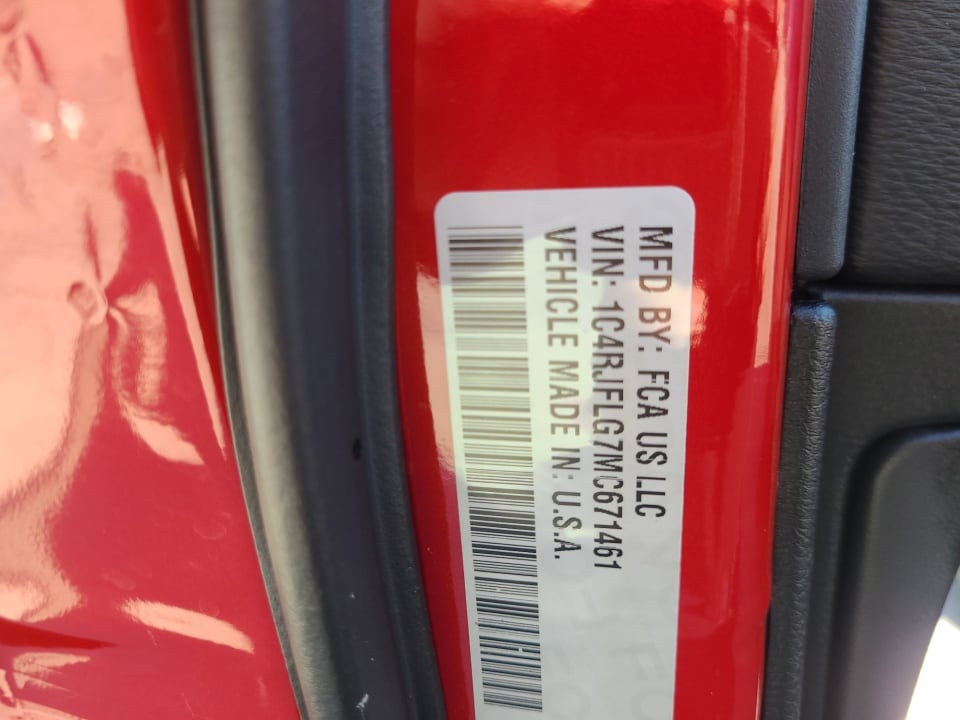 MFD BY: FCA US LLC
VIN: 1C4RJFLG7MC671461
VEHICLE MADE IN: U.S.A.